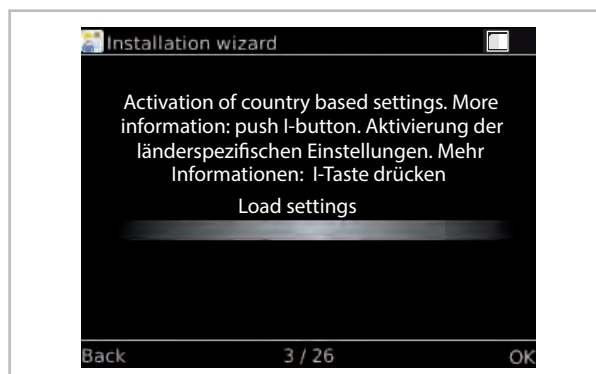 Installation wizard
Activation of country based settings. More
information: push I-button. Aktivierung der
länderspezifischen Einstellungen. Mehr
Informationen: I-Taste drücken
Load settings
Back 3 / 26 OK